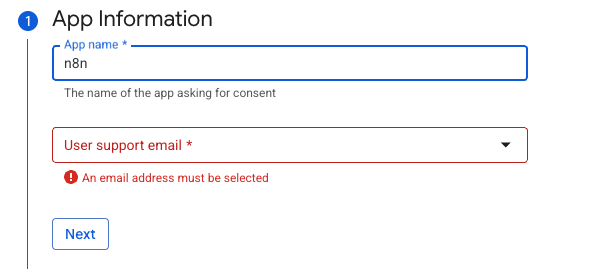 1 App Information
App name *
n8n
The name of the app asking for consent
User support email *
! An email address must be selected
Next